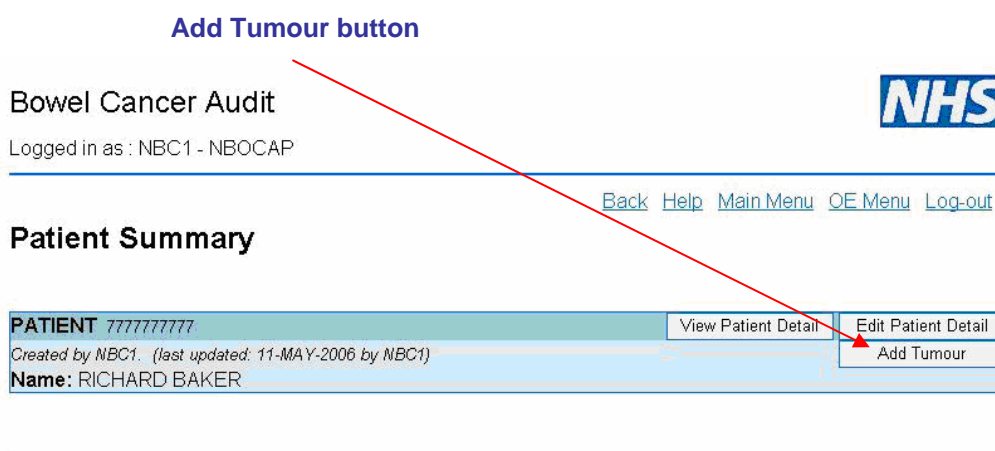 Add Tumour button
Bowel Cancer Audit
NHS
Logged in as : NBC1 - NBOCAP
Back Help Main Menu OE Menu Log-out
Patient Summary
PATIENT 7777777777 View Patient Detail Edit Patient Detail
Created by NBC1. (last updated: 11-MAY-2006 by NBC1) Add Tumour
Name: RICHARD BAKER